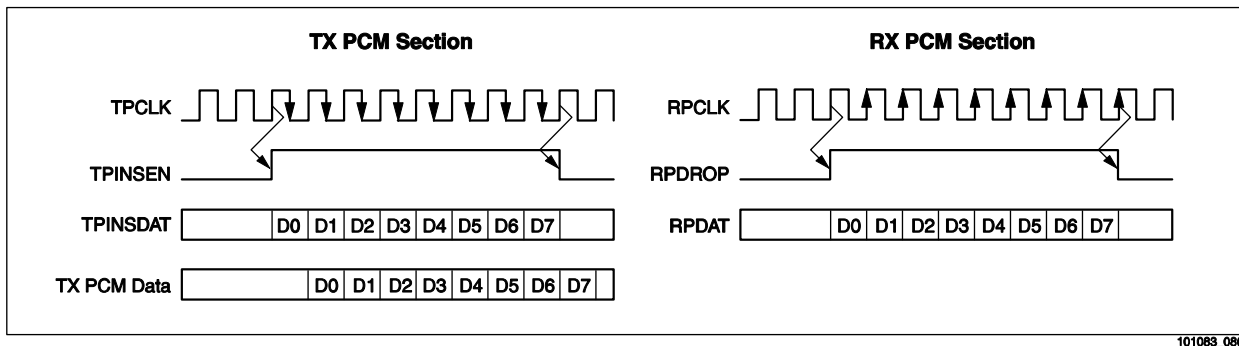 TX PCM Section
TPCLK
TPINSEN
TPINSDAT D0 D1 D2 D3 D4 D5 D6 D7
TX PCM Data D0 D1 D2 D3 D4 D5 D6 D7
RX PCM Section
RPCLK
RPDROP
RPDAT D0 D1 D2 D3 D4 D5 D6 D7